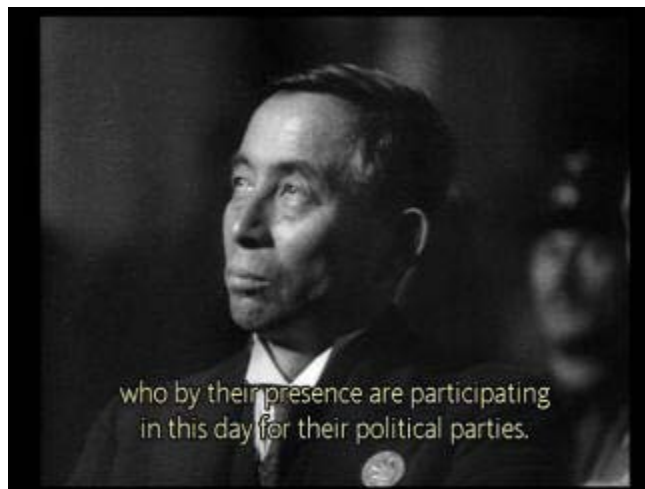 who by their presence are participating
in this day for their political parties.